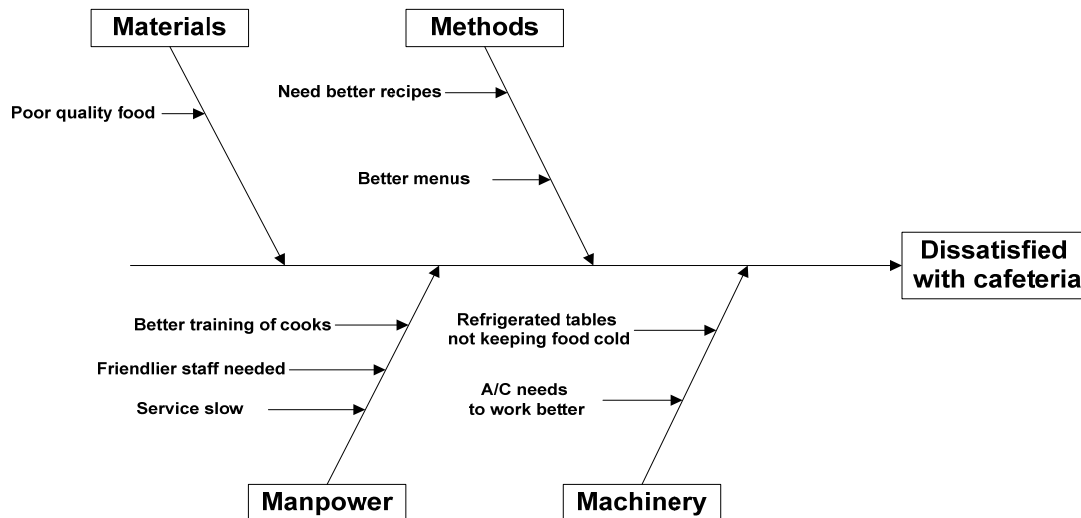 Materials
Methods
Need better recipes
Poor quality food
Better menus
Dissatisfied
with cafeteria
Better training of cooks
Friendlier staff needed
Service slow
Refrigerated tables
not keeping food cold
A/C needs
to work better
Manpower
Machinery